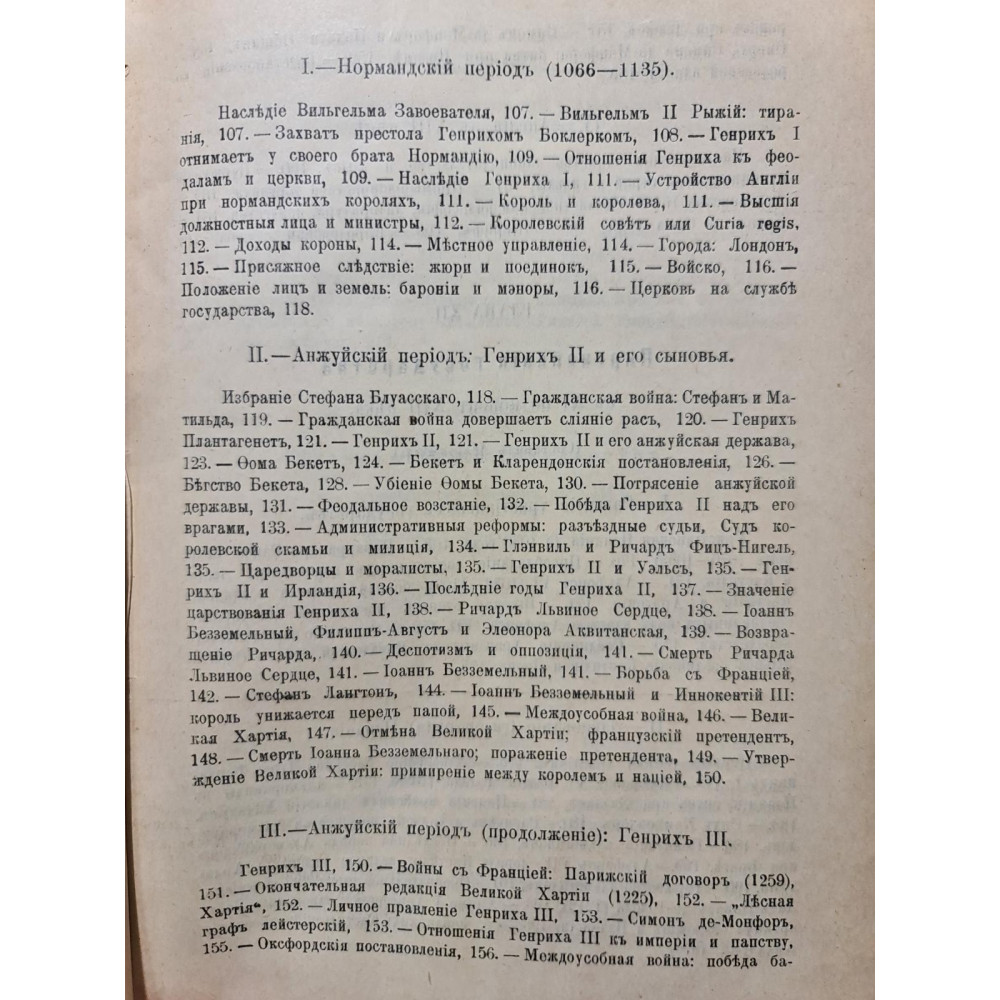 I.—Нормандскій періодъ (1066—1135).
Наслѣдіе Вильгельма Завоевателя, 107. — Вильгельмъ II Рыжій: тира-
нія, 107. — Захватъ престола Генрихомъ Боклеркомъ, 108. — Генрихъ I
отнимаетъ у своего брата Нормандію, 109. — Отношенія Генриха къ фео-
даламъ и церкви, 109. — Наслѣдіе Генриха I, 111. — Устройство Англіи
при нормандскихъ короляхъ, 111. — Король и королева, 111. — Высшія
должностныя лица и министры, 112. — Королевскій совѣтъ или Curia regis,
112. — Доходы короны, 114. — Мѣстное управленіе, 114. — Города: Лондонъ,
115. — Присяжное слѣдствіе: жюри и поединокъ, 115. — Войско, 116. —
Положеніе лицъ и земель: бароніи и мэноры, 116. — Церковь на службѣ
государства, 118.
II.—Анжуйскій періодъ: Генрихъ II и его сыновья.
Избраніе Стефана Блуасскаго, 118. — Гражданская война: Стефанъ и Ма-
тильда, 119. — Гражданская война довершаетъ сліяніе расъ, 120. — Генрихъ
Плантагенетъ, 121. — Генрихъ II, 121. — Генрихъ II и его анжуйская держава,
123. — Ѳома Бекетъ, 124. — Бекетъ и Кларендонскія постановленія, 126. —
Бѣгство Бекета, 128. — Убіеніе Ѳомы Бекета, 130. — Потрясеніе анжуйской
державы, 131. — Феодальное возстаніе, 132. — Побѣда Генриха II надъ его
врагами, 133. — Административныя реформы: разъѣздные судьи, Судъ ко-
ролевской скамьи и милиція, 134. — Глэнвиль и Ричардъ Фицъ-Нигель,
135. — Царедворцы и моралисты, 135. — Генрихъ II и Уэльсъ, 135. — Ген-
рихъ II и Ирландія, 136. — Послѣдніе годы Генриха II, 137. — Значеніе
царствованія Генриха II, 138. — Ричардъ Львиное Сердце, 138. — Іоаннъ
Безземельный, Филиппъ-Августъ и Элеонора Аквитанская, 139. — Возвра-
щеніе Ричарда, 140. — Деспотизмъ и оппозиція, 141. — Смерть Ричарда
Львиное Сердце, 141. — Іоаннъ Безземельный, 141. — Борьба съ Франціей,
142. — Стефанъ Лангтонъ, 144. — Іоаннъ Безземельный и Иннокентій III:
король унижается передъ папой, 145. — Междоусобная война, 146. — Вели-
кая Хартія, 147. — Отмѣна Великой Хартіи; французскій претендентъ,
148. — Смерть Іоанна Безземельнаго; пораженіе претендента, 149. — Утвер-
жденіе Великой Хартіи: примиреніе между королемъ и націей, 150.
III.—Анжуйскій періодъ (продолженіе): Генрихъ III.
Генрихъ III, 150. — Войны съ Франціей: Парижскій договоръ (1259),
151. — Окончательная редакція Великой Хартіи (1225), 152. — „Лѣсная
Хартія“, 152. — Личное правленіе Генриха III, 153. — Симонъ де-Монфоръ,
графъ лейстерскій, 153. — Отношенія Генриха III къ имперіи и папству,
155. — Оксфордскія постановленія, 156. — Междоусобная война: побѣда ба-